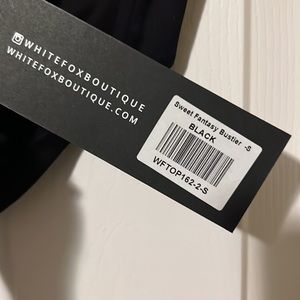 WHITEFOXBOUTIQUE
WHITEFOXBOUTIQUE.COM
Sweet Fantasy Bustier -S
BLACK
WFTOP162-2-S